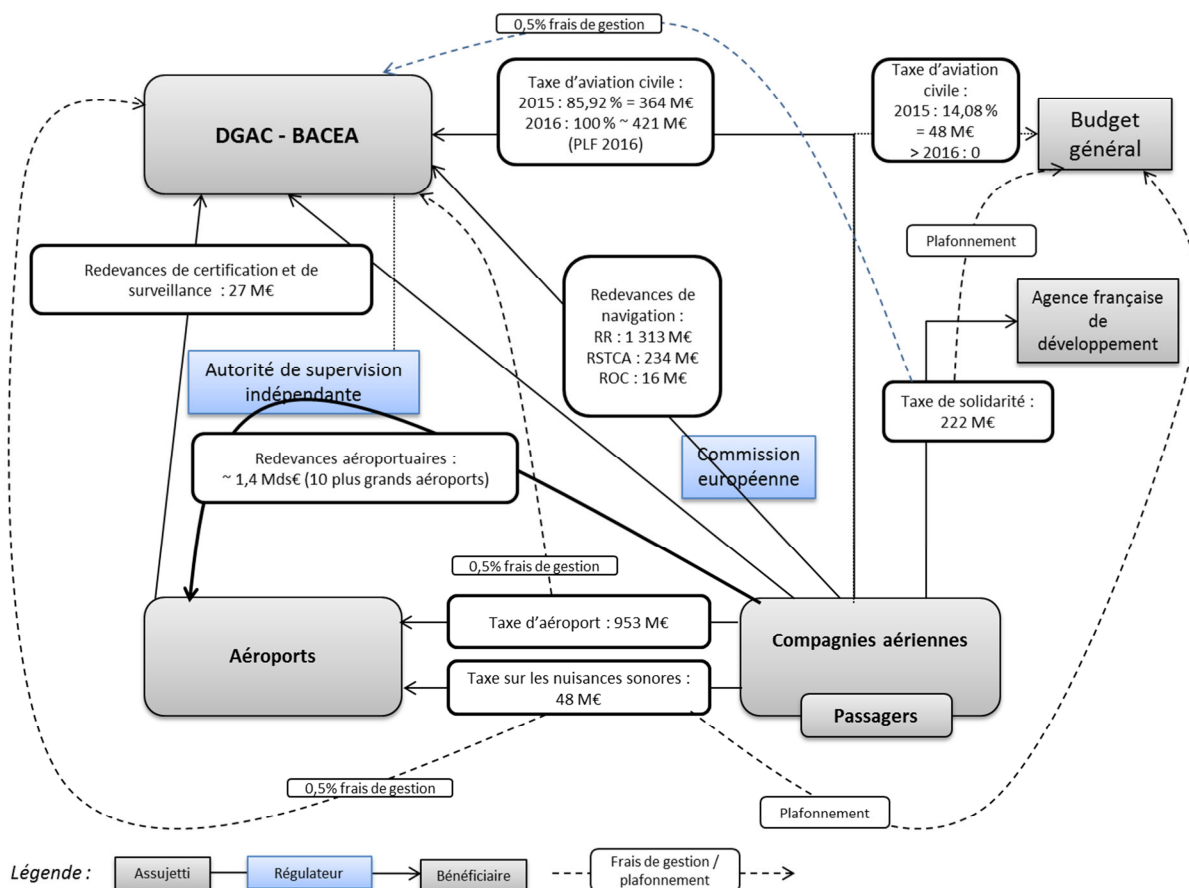 0,5% frais de gestion
DGAC - BACEA
Taxe d'aviation civile :
2015 : 85,92 % = 364 M€
2016 : 100 % ~ 421 M€
(PLF 2016)
Taxe d'aviation
civile :
2015 : 14,08 %
= 48 M€
> 2016 : 0
Budget
général
Plafonnement
Redevances de certification et de
surveillance : 27 M€
Redevances de
navigation :
RR : 1 313 M€
RSTCA : 234 M€
ROC : 16 M€
Agence française
de
développement
Autorité de supervision
indépendante
Taxe de solidarité :
222 M€
Redevances aéroportuaires :
~ 1,4 Mds€ (10 plus grands aéroports)
Commission
européenne
0,5% frais de gestion
Aéroports
Taxe d'aéroport : 953 M€
Compagnies aériennes
Taxe sur les nuisances sonores :
48 M€
Passagers
0,5% frais de gestion
Plafonnement
Légende :
Assujetti
Régulateur
Bénéficiaire
Frais de gestion /
plafonnement